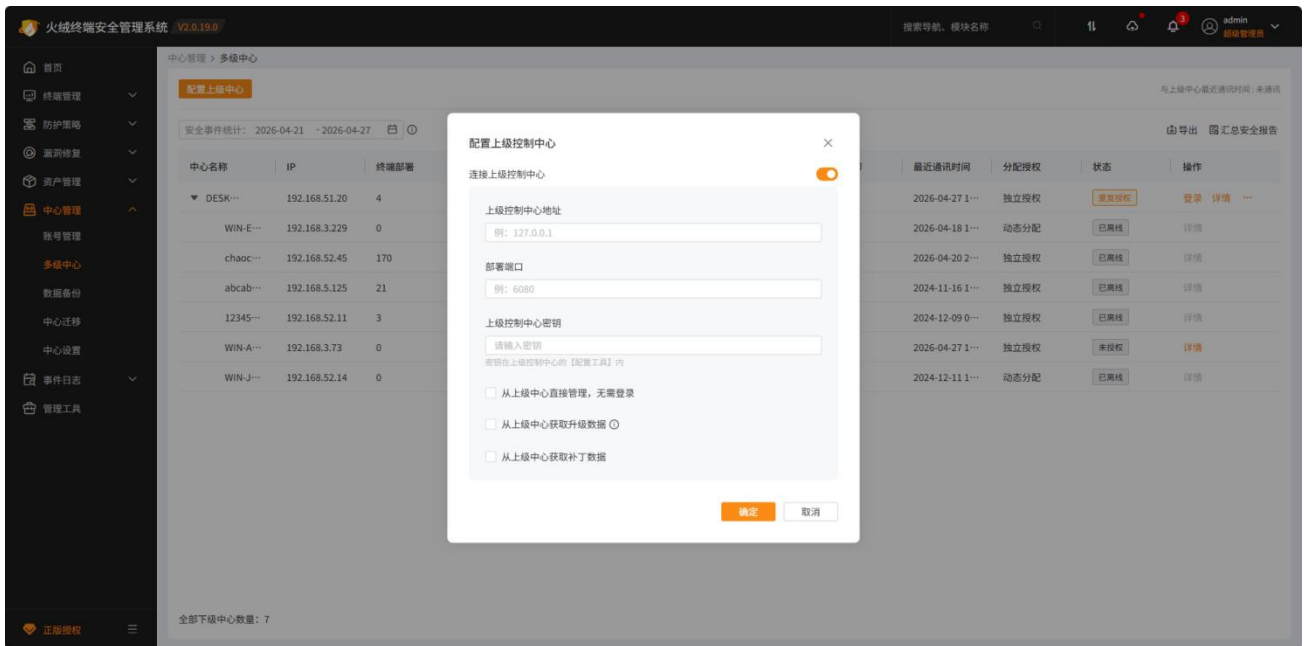 火绒终端安全管理系统 V2.0.19.0
搜索导航、模块名称
3
admin
超级管理员
首页
终端管理
防护策略
漏洞修复
资产管理
中心管理
账号管理
多级中心
数据备份
中心迁移
中心设置
事件日志
管理工具
正版授权
中心管理 > 多级中心
配置上级中心
与上级中心最近通讯时间:未通讯
安全事件统计: 2026-04-21 - 2026-04-27
导出 汇总安全报告
中心名称 IP 终端部署 最近通讯时间 分配授权 状态 操作
DESK… 192.168.51.20 4 2026-04-27 1… 独立授权 重复授权 登录 详情 …
WIN-E… 192.168.3.229 0 2026-04-18 1… 动态分配 已离线 详情
chaoc… 192.168.52.45 170 2026-04-20 2… 独立授权 已离线 详情
abcab… 192.168.5.125 21 2024-11-16 1… 独立授权 已离线 详情
12345… 192.168.52.11 3 2024-12-09 0… 独立授权 已离线 详情
WIN-A… 192.168.3.73 0 2026-04-27 1… 独立授权 未授权 详情
WIN-J… 192.168.52.14 0 2024-12-11 1… 动态分配 已离线 详情
全部下级中心数量: 7
配置上级控制中心
连接上级控制中心
上级控制中心地址
例: 127.0.0.1
部署端口
例: 6080
上级控制中心密钥
请输入密钥
密钥在上级控制中心的【配置工具】内
从上级中心直接管理,无需登录
从上级中心获取升级数据
从上级中心获取补丁数据
确定 取消